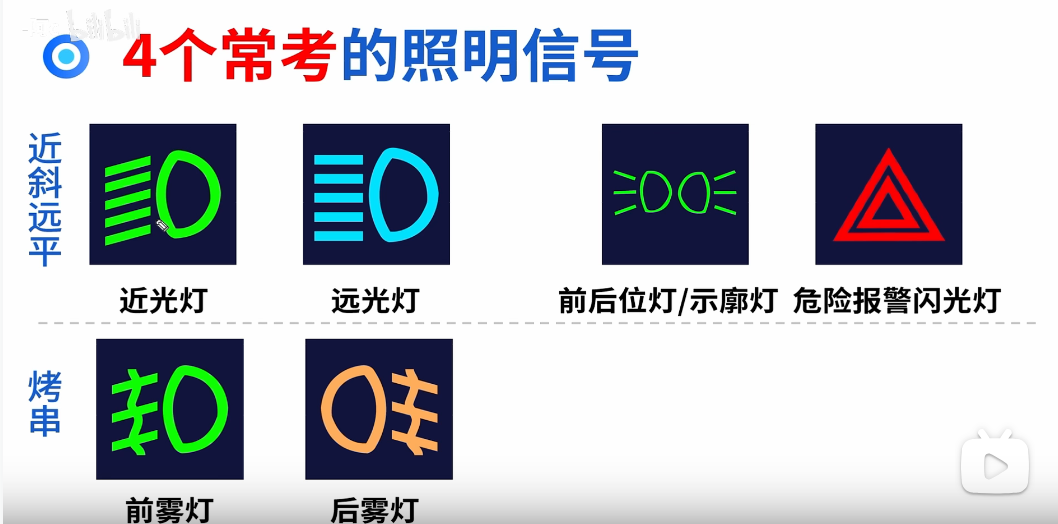 bilibili
4个常考的照明信号
近斜远平
近光灯
远光灯
前后位灯/示廓灯
危险报警闪光灯
烤串
前雾灯
后雾灯